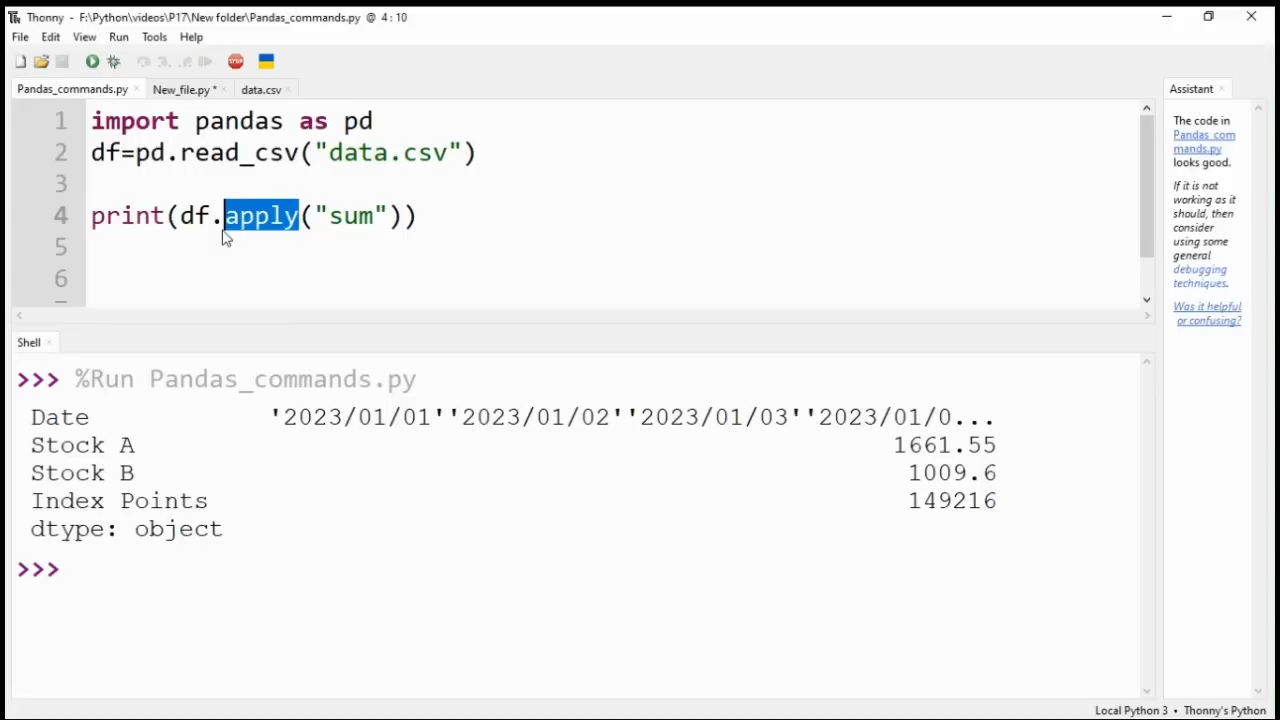 Thonny - F:\Python\videos\P17\New folder\Pandas_commands.py @ 4:10
File Edit View Run Tools Help
STOP
Pandas_commands.py New_file.py * data.csv
Assistant
1 import pandas as pd
2 df=pd.read_csv("data.csv")
3
4 print(df.apply("sum"))
5
6
The code in
Pandas_com
mands.py
looks good.
If it is not
working as it
should, then
consider
using some
general
debugging
techniques.
Was it helpful
or confusing?
Shell
>>> %Run Pandas_commands.py
Date '2023/01/01''2023/01/02''2023/01/03''2023/01/0...
Stock A 1661.55
Stock B 1009.6
Index Points 149216
dtype: object
>>>
Local Python 3 • Thonny's Python